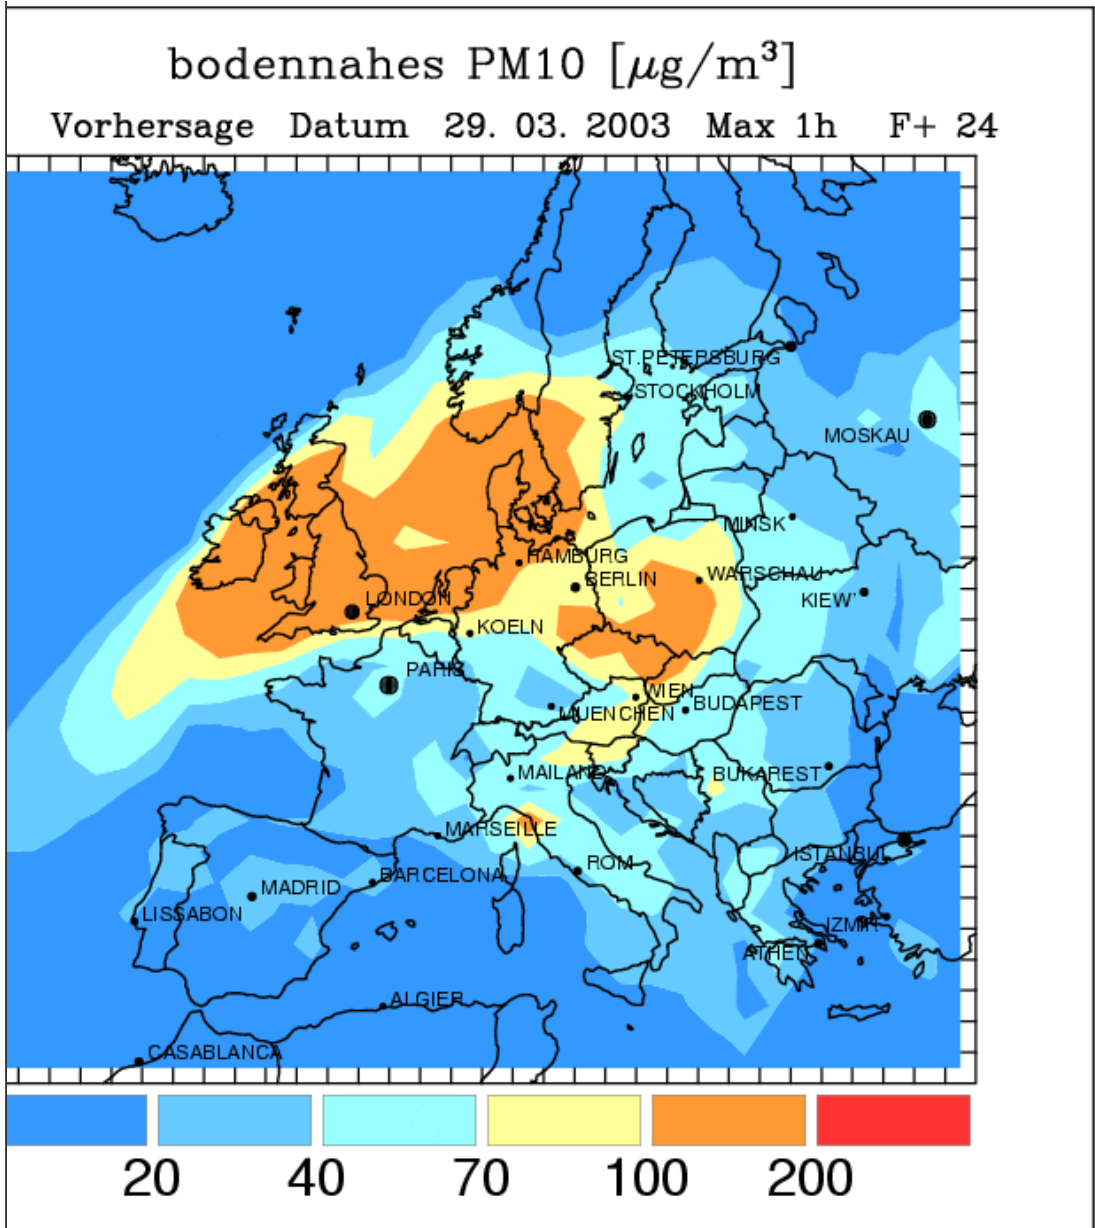 bodennahes PM10 [μg/m³]
Vorhersage Datum 29. 03. 2003 Max 1h F+ 24
ST.PETERSBURG
STOCKHOLM
MOSKAU
MINSK
HAMBURG
BERLIN
WARSCHAU
KIEW'
LONDON
KOELN
PARIS
WIEN
BUDAPEST
MUENCHEN
MAILAND
BUKAREST
MARSEILLE
ISTANBUL
ROM
BARCELONA
MADRID
LISSABON
IZMIR
ATHEN
ALGIER
CASABLANCA
20 40 70 100 200